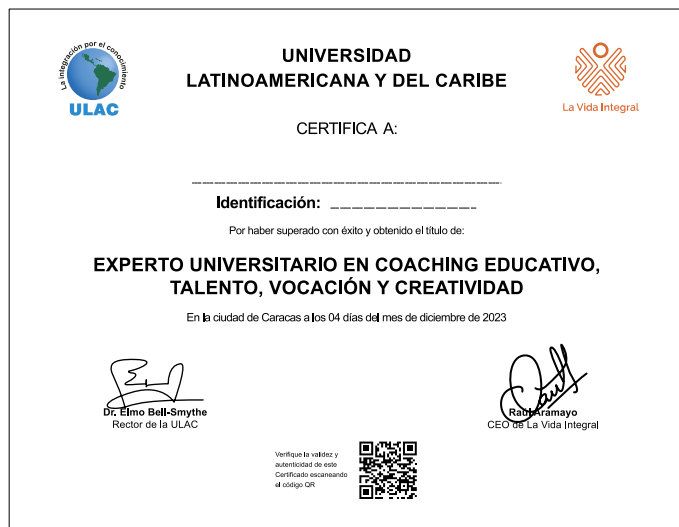 La integración por el conocimiento
ULAC
UNIVERSIDAD
LATINOAMERICANA Y DEL CARIBE
La Vida Integral
CERTIFICA A:
Identificación:
Por haber superado con éxito y obtenido el título de:
EXPERTO UNIVERSITARIO EN COACHING EDUCATIVO,
TALENTO, VOCACIÓN Y CREATIVIDAD
En la ciudad de Caracas a los 04 días del mes de diciembre de 2023
Dr. Elmo Bell-Smythe
Rector de la ULAC
Raúl Aramayo
CEO de La Vida Integral
Verifique la validez y
autenticidad de este
Certificado escaneando
el código QR